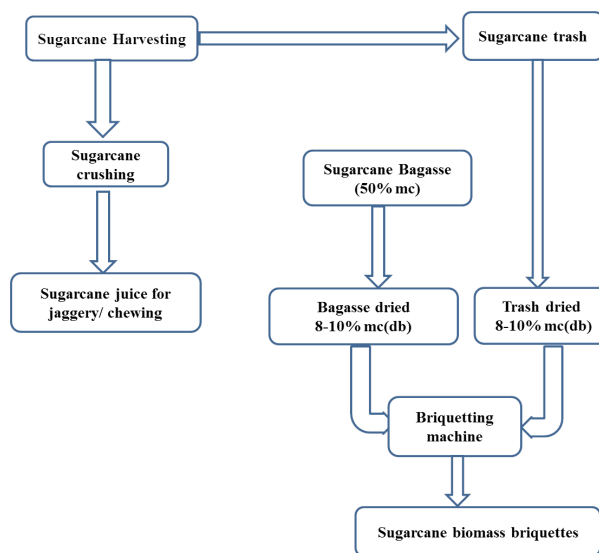 Sugarcane Harvesting
Sugarcane trash
Sugarcane
crushing
Sugarcane Bagasse
(50% mc)
Sugarcane juice for
jaggery/ chewing
Bagasse dried
8-10% mc(db)
Trash dried
8-10% mc(db)
Briquetting
machine
Sugarcane biomass briquettes